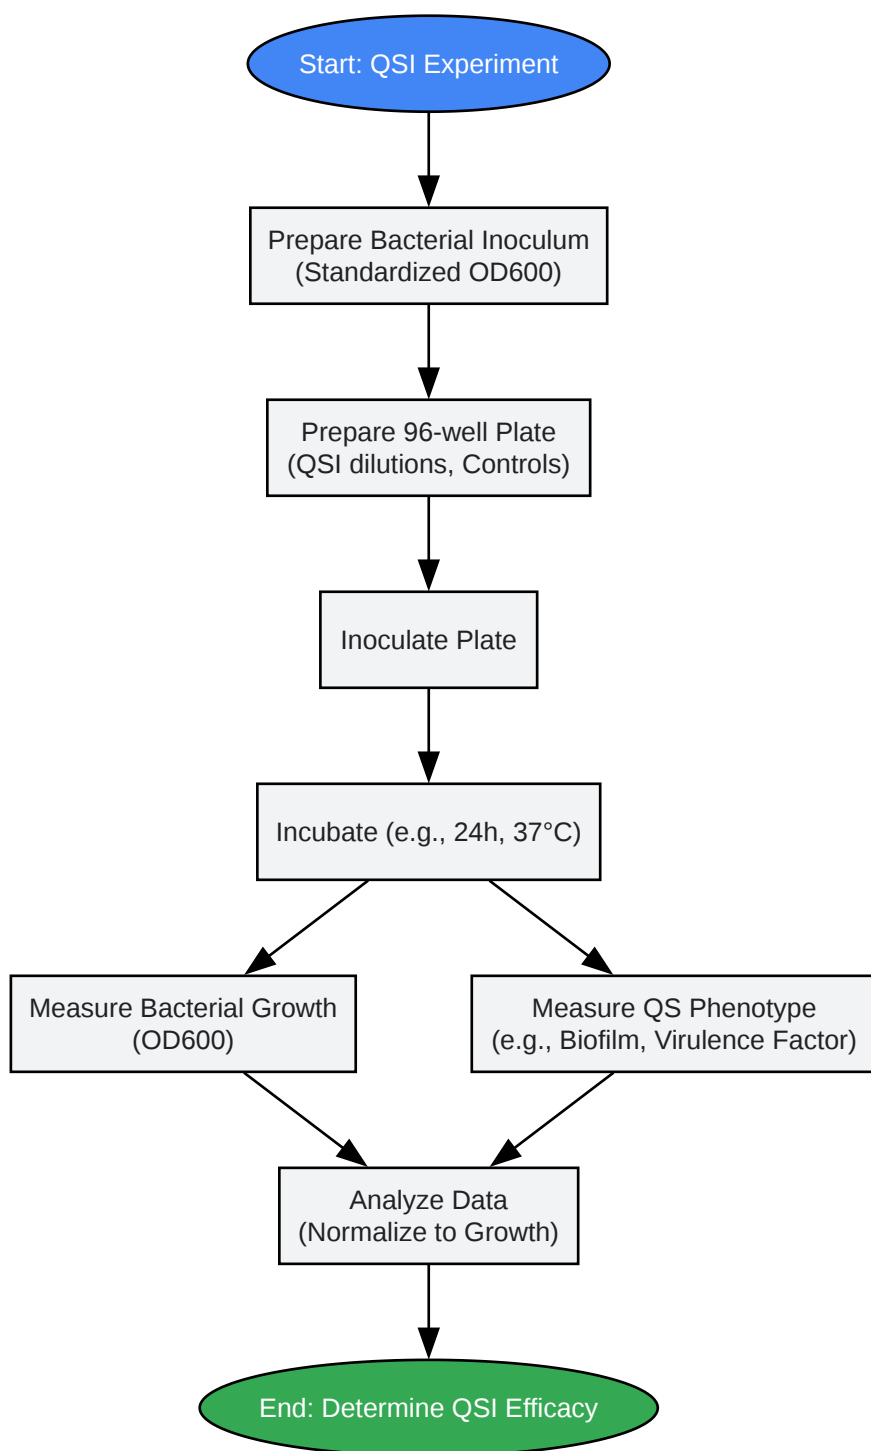 Start: QSI Experiment
Prepare Bacterial Inoculum
(Standardized OD600)
Prepare 96-well Plate
(QSI dilutions, Controls)
Inoculate Plate
Incubate (e.g., 24h, 37°C)
Measure Bacterial Growth
(OD600)
Measure QS Phenotype
(e.g., Biofilm, Virulence Factor)
Analyze Data
(Normalize to Growth)
End: Determine QSI Efficacy